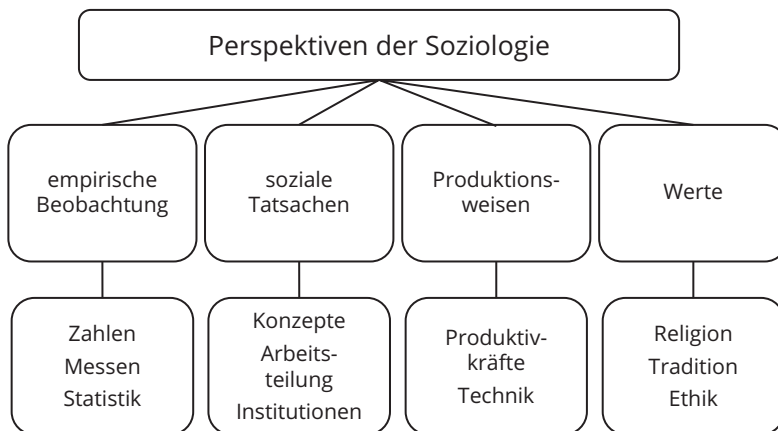 Perspektiven der Soziologie
empirische
Beobachtung
soziale
Tatsachen
Produktions-
weisen
Werte
Zahlen
Messen
Statistik
Konzepte
Arbeits-
teilung
Institutionen
Produktiv-
kräfte
Technik
Religion
Tradition
Ethik